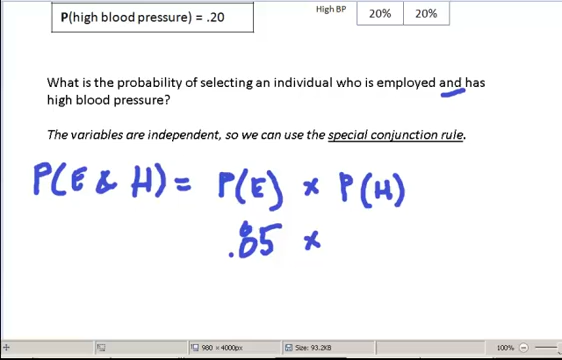 P(high blood pressure) = .20
High BP 20% 20%
What is the probability of selecting an individual who is employed and has
high blood pressure?
The variables are independent, so we can use the special conjunction rule.
P(E & H) = P(E) × P(H)
×
980 × 4000px Size: 93.2KB 100%